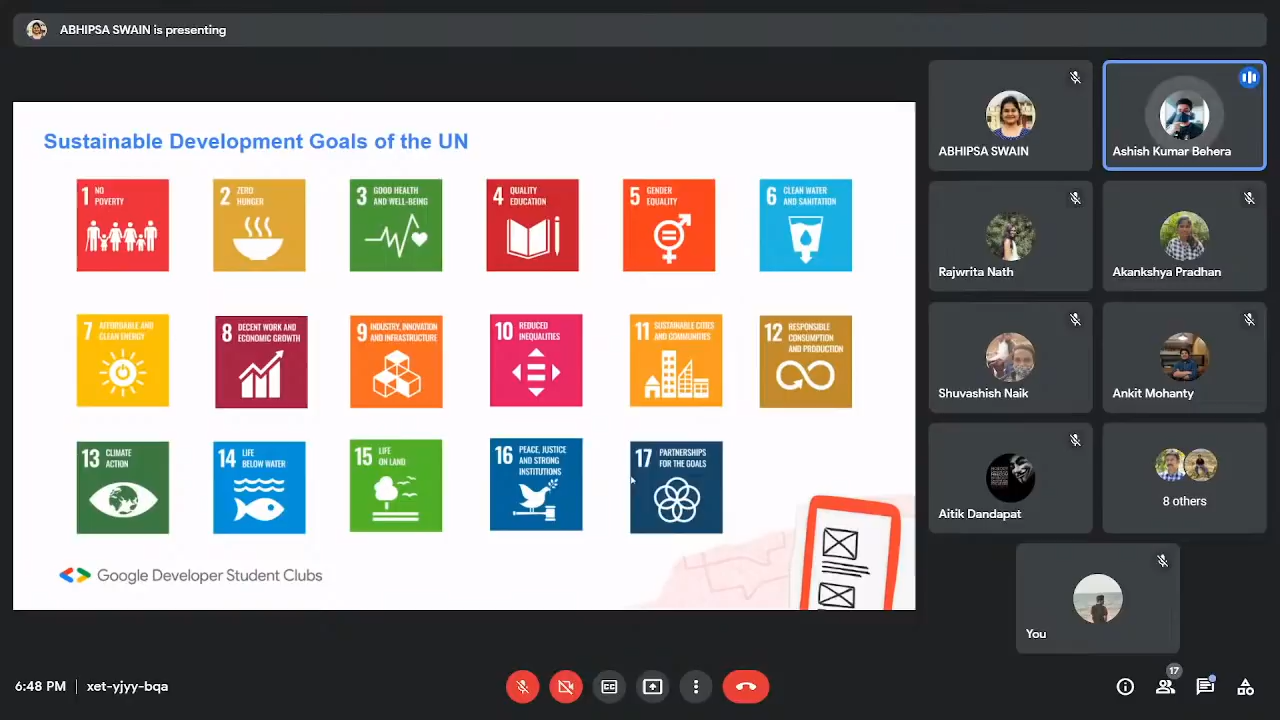 ABHIPSA SWAIN is presenting
Sustainable Development Goals of the UN
1 NO
POVERTY
2 ZERO
HUNGER
3 GOOD HEALTH
AND WELL-BEING
4 QUALITY
EDUCATION
5 GENDER
EQUALITY
6 CLEAN WATER
AND SANITATION
7 AFFORDABLE AND
CLEAN ENERGY
8 DECENT WORK AND
ECONOMIC GROWTH
9 INDUSTRY, INNOVATION
AND INFRASTRUCTURE
10 REDUCED
INEQUALITIES
11 SUSTAINABLE CITIES
AND COMMUNITIES
12 RESPONSIBLE
CONSUMPTION
AND PRODUCTION
13 CLIMATE
ACTION
14 LIFE
BELOW WATER
15 LIFE
ON LAND
16 PEACE, JUSTICE
AND STRONG
INSTITUTIONS
17 PARTNERSHIPS
FOR THE GOALS
Google Developer Student Clubs
ABHIPSA SWAIN
Ashish Kumar Behera
Rajwrita Nath
Akankshya Pradhan
Shuvashish Naik
Ankit Mohanty
Aitik Dandapat
8 others
You
6:48 PM | xet-yjyy-bqa
CC
17